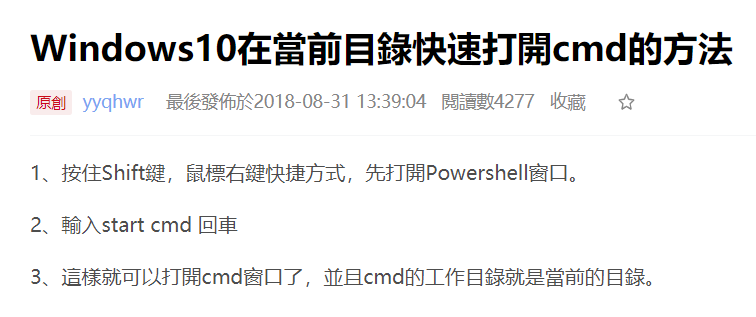 Windows10在當前目錄快速打開cmd的方法
原創 yyqhwr 最後發佈於2018-08-31 13:39:04 閱讀數4277 收藏
1、按住Shift鍵，鼠標右鍵快捷方式，先打開Powershell窗口。
2、輸入start cmd 回車
3、這樣就可以打開cmd窗口了，並且cmd的工作目錄就是當前的目錄。